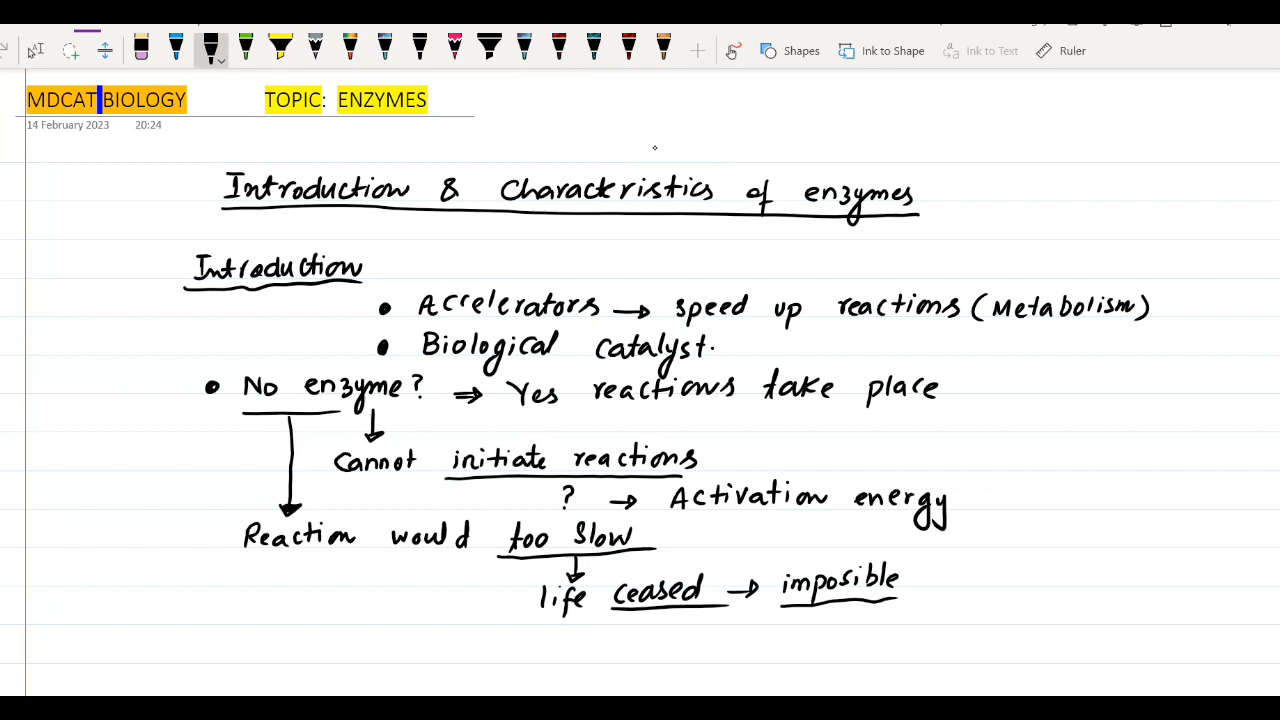 Shapes Ink to Shape Ink to Text Ruler
MDCAT BIOLOGY TOPIC: ENZYMES
14 February 2023 20:24
Introduction & Characteristics of enzymes
Introduction
• Accelerators → speed up reactions (Metabolism)
• Biological catalyst.
• No enzyme? ⇒ Yes reactions take place
Cannot initiate reactions
? → Activation energy
Reaction would too slow
life ceased → imposible